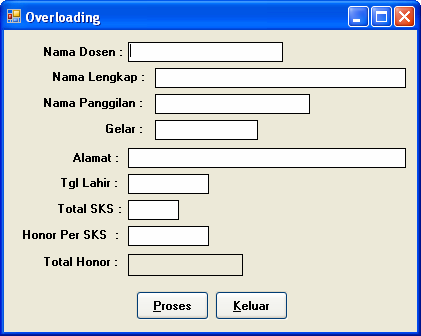 Overloading
Nama Dosen :
Nama Lengkap :
Nama Panggilan :
Gelar :
Alamat :
Tgl Lahir :
Total SKS :
Honor Per SKS :
Total Honor :
Proses Keluar